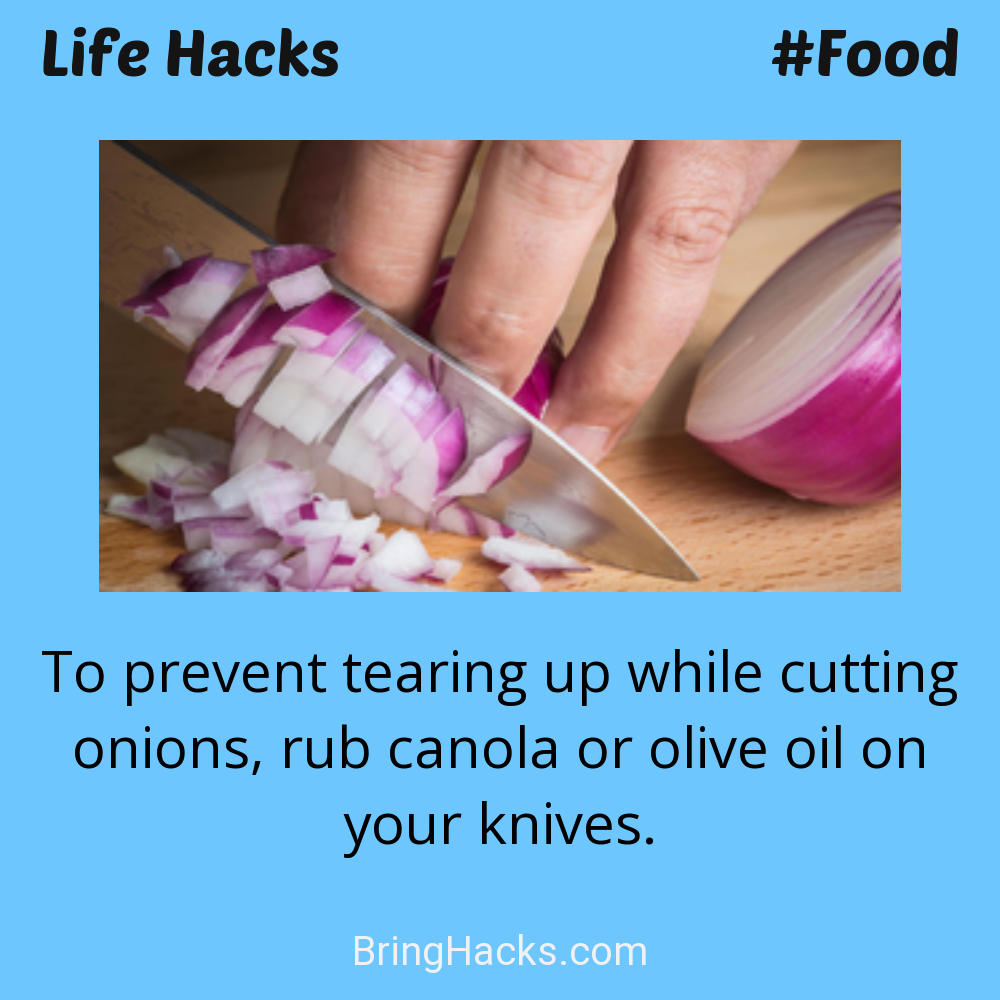 Life Hacks
#Food
To prevent tearing up while cutting
onions, rub canola or olive oil on
your knives.
BringHacks.com